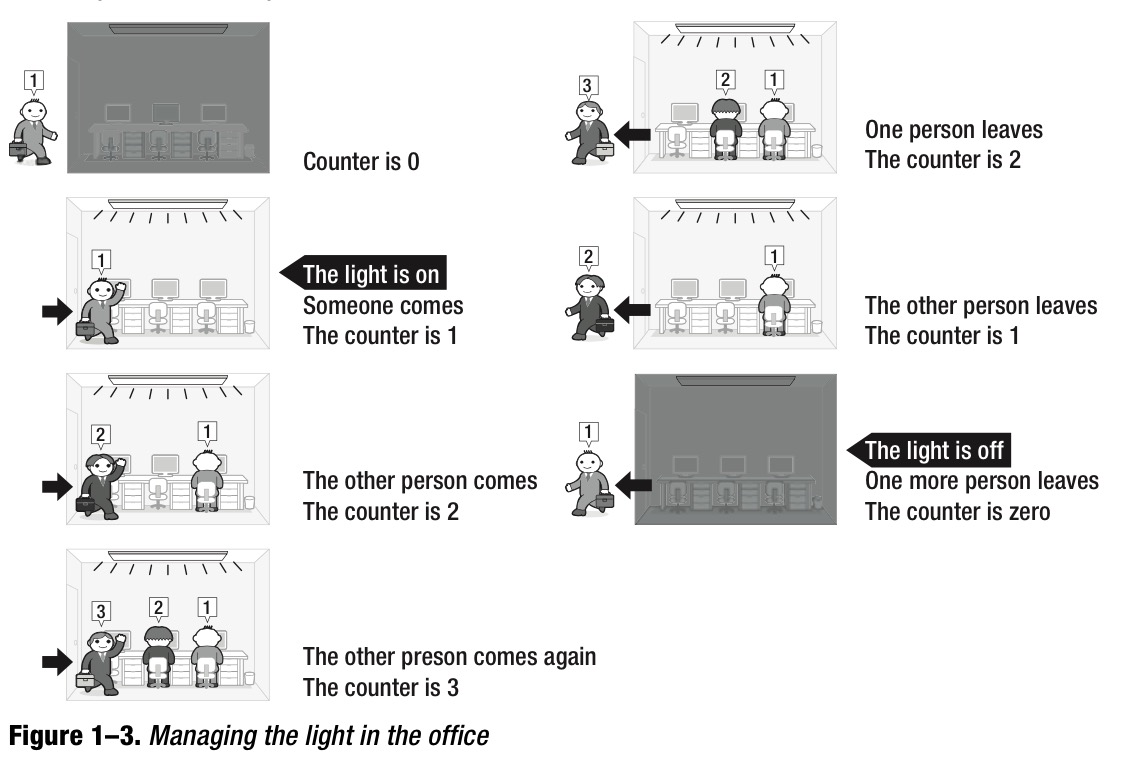 1
Counter is 0
1
The light is on
Someone comes
The counter is 1
2
1
The other person comes
The counter is 2
3
2
1
The other preson comes again
The counter is 3
3
2
1
One person leaves
The counter is 2
2
1
The other person leaves
The counter is 1
1
The light is off
One more person leaves
The counter is zero
Figure 1–3. Managing the light in the office